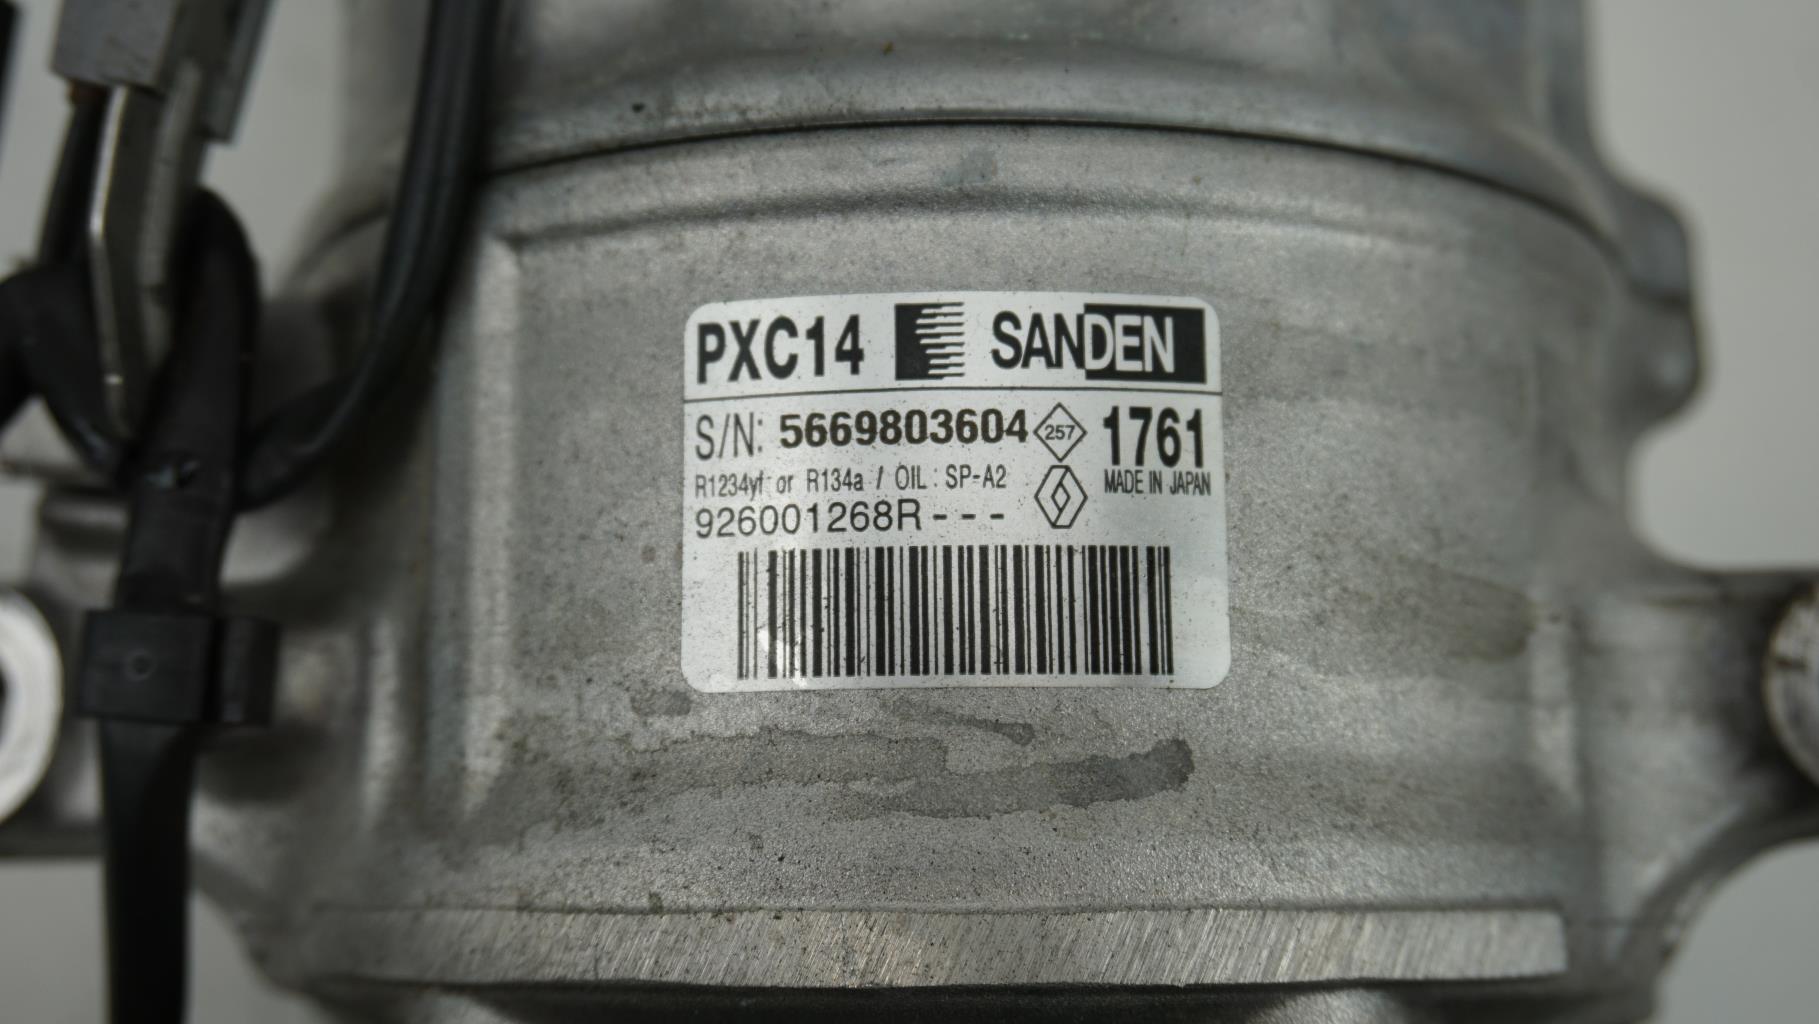 PXC14 SANDEN
S/N: 5669803604 257 1761
R1234yf or R134a / OIL : SP-A2 MADE IN JAPAN
926001268R---